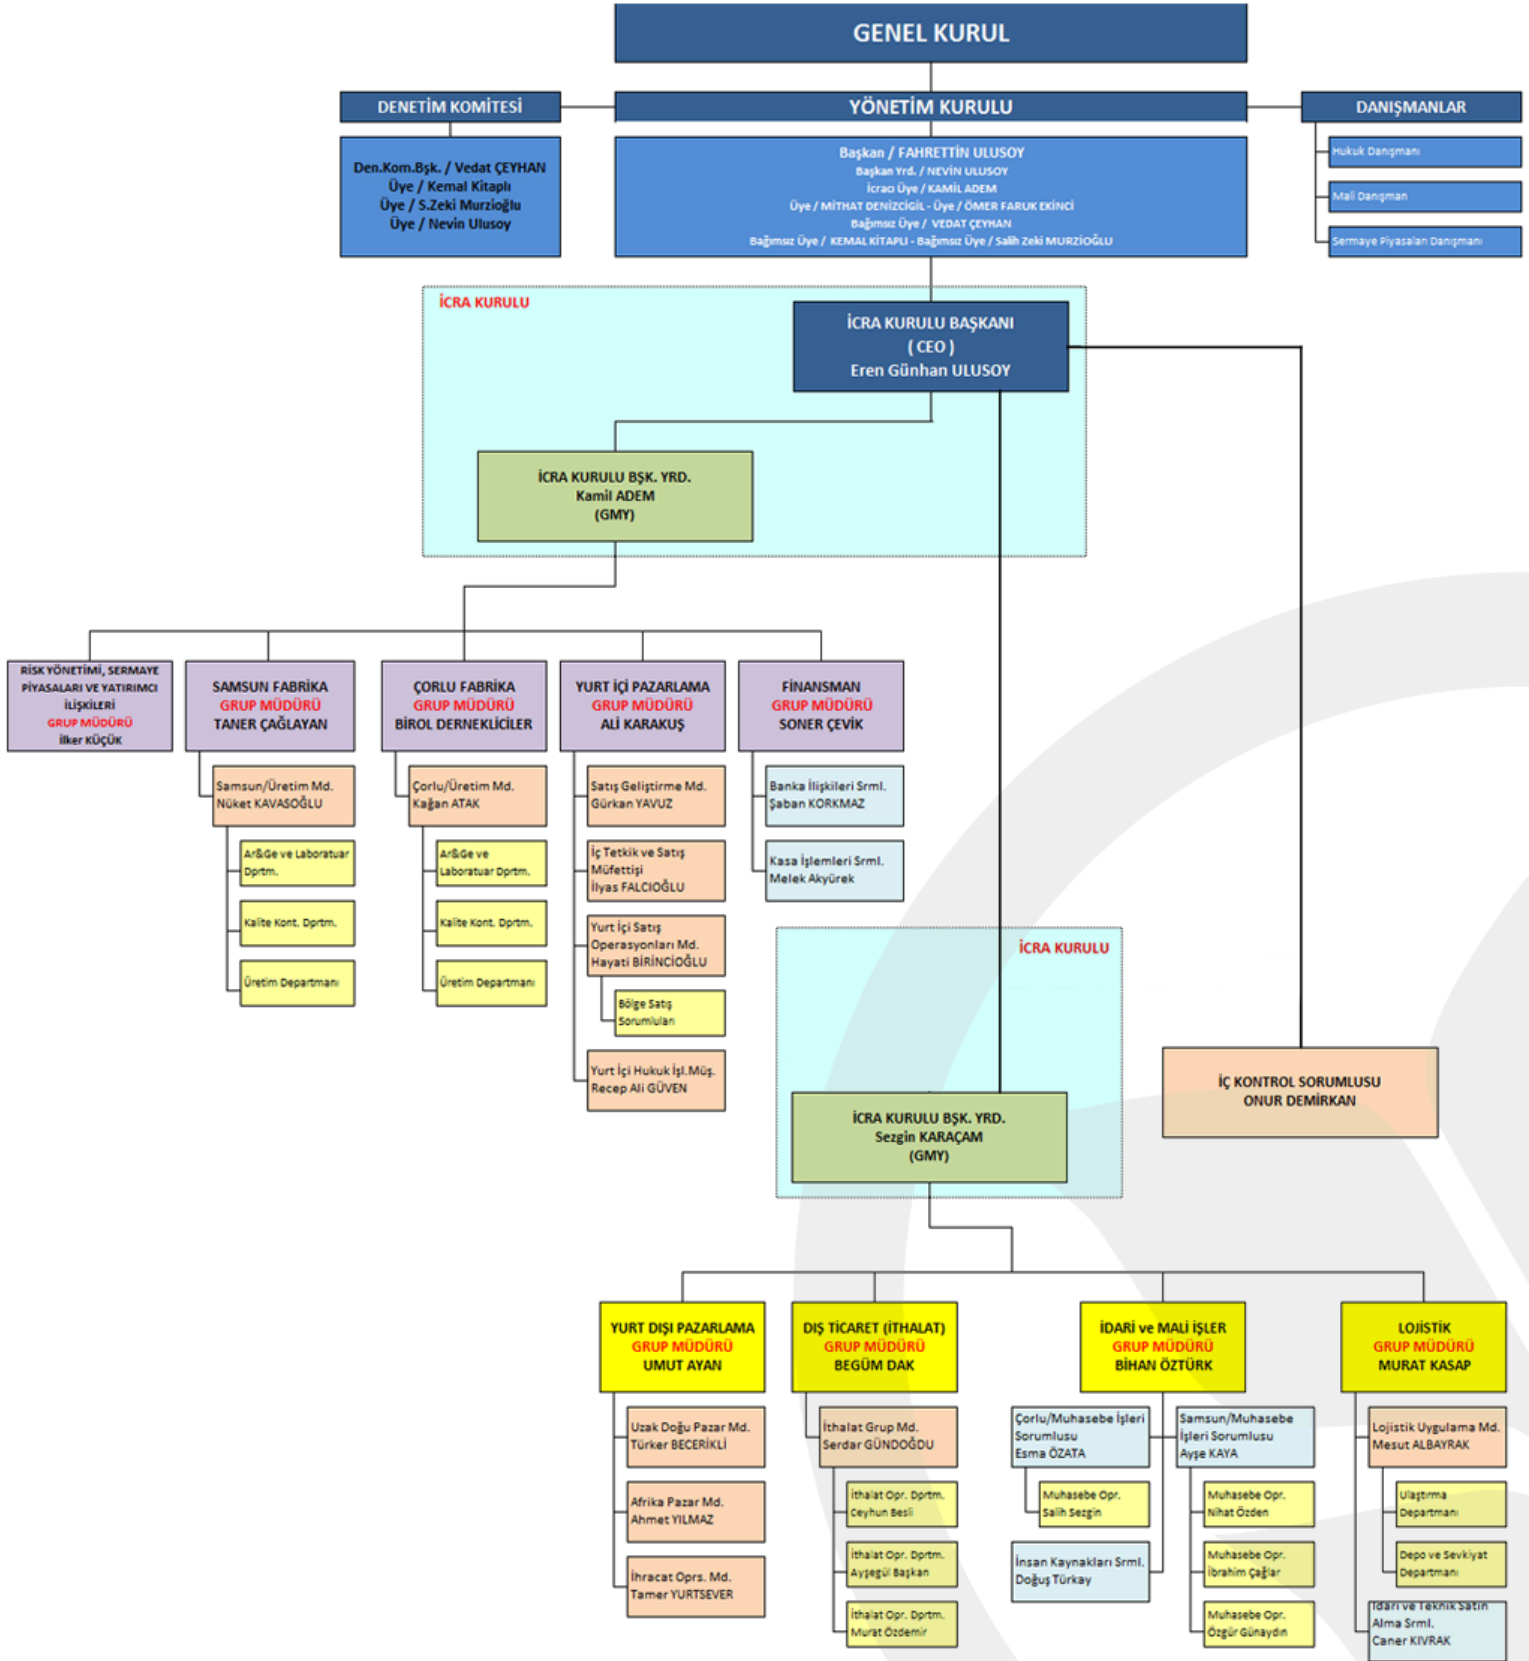 GENEL KURUL
DENETİM KOMİTESİ
YÖNETİM KURULU
DANIŞMANLAR
Den.Kom.Bşk. / Vedat ÇEYHAN
Üye / Kemal Kitaplı
Üye / S.Zeki Murzioğlu
Üye / Nevin Ulusoy
Başkan / FAHRETTİN ULUSOY
Başkan Yrd. / NEVİN ULUSOY
İcracı Üye / KAMİL ADEM
Üye / MİTHAT DENİZCİGİL - Üye / ÖMER FARUK EKİNCİ
Bağımsız Üye / VEDAT ÇEYHAN
Bağımsız Üye / KEMAL KİTAPLI - Bağımsız Üye / Salih Zeki MURZİOĞLU
Hukuk Danışmanı
Mali Danışman
Sermaye Piyasaları Danışmanı
İCRA KURULU
İCRA KURULU BAŞKANI
( CEO )
Eren Günhan ULUSOY
İCRA KURULU BŞK. YRD.
Kamil ADEM
(GMY)
RİSK YÖNETİMİ, SERMAYE
PİYASALARI VE YATIRIMCI
İLİŞKİLERİ
GRUP MÜDÜRÜ
İlker KÜÇÜK
SAMSUN FABRİKA
GRUP MÜDÜRÜ
TANER ÇAĞLAYAN
Samsun/Üretim Md.
Nüket KAVASOĞLU
Ar&Ge ve Laboratuar
Dprtm.
Kalite Kont. Dprtm.
Üretim Departmanı
ÇORLU FABRİKA
GRUP MÜDÜRÜ
BİROL DERNEKLİCİLER
Çorlu/Üretim Md.
Kağan ATAK
Ar&Ge ve
Laboratuar Dprtm.
Kalite Kont. Dprtm.
Üretim Departmanı
YURT İÇİ PAZARLAMA
GRUP MÜDÜRÜ
ALİ KARAKUŞ
Satış Geliştirme Md.
Gürkan YAVUZ
İç Tetkik ve Satış
Müfettişi
İlyas FALCIOĞLU
Yurt İçi Satış
Operasyonları Md.
Hayati BİRİNCİOĞLU
Bölge Satış
Sorumluları
Yurt İçi Hukuk İşl.Müş.
Recep Ali GÜVEN
FİNANSMAN
GRUP MÜDÜRÜ
SONER ÇEVİK
Banka İlişkileri Srml.
Şaban KORKMAZ
Kasa İşlemleri Srml.
Melek Akyürek
İCRA KURULU
İCRA KURULU BŞK. YRD.
Sezgin KARAÇAM
(GMY)
İÇ KONTROL SORUMLUSU
ONUR DEMİRKAN
YURT DIŞI PAZARLAMA
GRUP MÜDÜRÜ
UMUT AYAN
Uzak Doğu Pazar Md.
Türker BECERİKLİ
Afrika Pazar Md.
Ahmet YILMAZ
İhracat Oprs. Md.
Tamer YURTSEVER
DIŞ TİCARET (İTHALAT)
GRUP MÜDÜRÜ
BEGÜM DAK
İthalat Grup Md.
Serdar GÜNDOĞDU
İthalat Opr. Dprtm.
Ceyhun Besli
İthalat Opr. Dprtm.
Ayşegül Başkan
İthalat Opr. Dprtm.
Murat Özdemir
İDARİ ve MALİ İŞLER
GRUP MÜDÜRÜ
BİHAN ÖZTÜRK
Çorlu/Muhasebe İşleri
Sorumlusu
Esma ÖZATA
Muhasebe Opr.
Salih Sezgin
İnsan Kaynakları Srml.
Doğuş Türkay
Samsun/Muhasebe
İşleri Sorumlusu
Ayşe KAYA
Muhasebe Opr.
Nihat Özden
Muhasebe Opr.
İbrahim Çağlar
Muhasebe Opr.
Özgür Günaydın
LOJİSTİK
GRUP MÜDÜRÜ
MURAT KASAP
Lojistik Uygulama Md.
Mesut ALBAYRAK
Ulaştırma
Departmanı
Depo ve Sevkiyat
Departmanı
İdari ve Teknik Satın
Alma Srml.
Caner KIVRAK